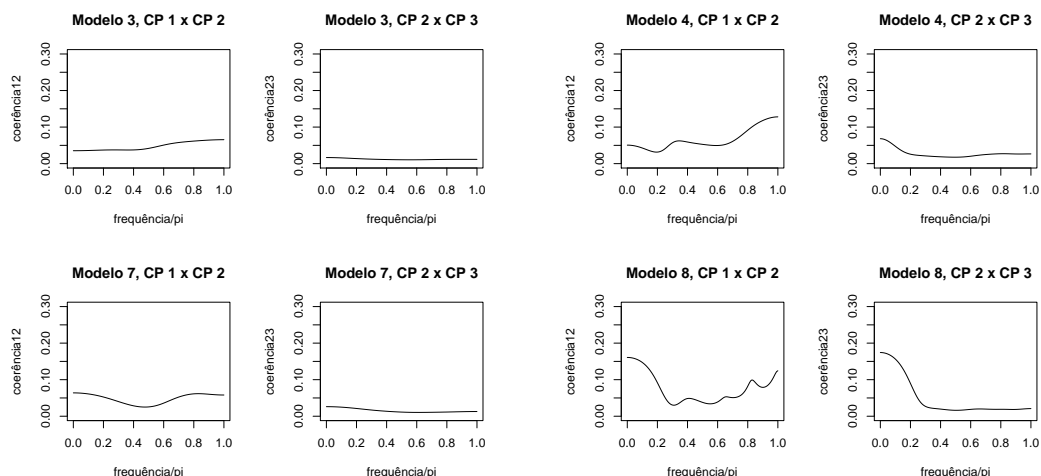 Modelo 3, CP 1 x CP 2
coerência12
0.00 0.10 0.20 0.30
0.0 0.2 0.4 0.6 0.8 1.0
frequência/pi
Modelo 3, CP 2 x CP 3
coerência23
0.00 0.10 0.20 0.30
0.0 0.2 0.4 0.6 0.8 1.0
frequência/pi
Modelo 4, CP 1 x CP 2
coerência12
0.00 0.10 0.20 0.30
0.0 0.2 0.4 0.6 0.8 1.0
frequência/pi
Modelo 4, CP 2 x CP 3
coerência23
0.00 0.10 0.20 0.30
0.0 0.2 0.4 0.6 0.8 1.0
frequência/pi
Modelo 7, CP 1 x CP 2
coerência12
0.00 0.10 0.20 0.30
0.0 0.2 0.4 0.6 0.8 1.0
frequência/pi
Modelo 7, CP 2 x CP 3
coerência23
0.00 0.10 0.20 0.30
0.0 0.2 0.4 0.6 0.8 1.0
frequência/pi
Modelo 8, CP 1 x CP 2
coerência12
0.00 0.10 0.20 0.30
0.0 0.2 0.4 0.6 0.8 1.0
frequência/pi
Modelo 8, CP 2 x CP 3
coerência23
0.00 0.10 0.20 0.30
0.0 0.2 0.4 0.6 0.8 1.0
frequência/pi